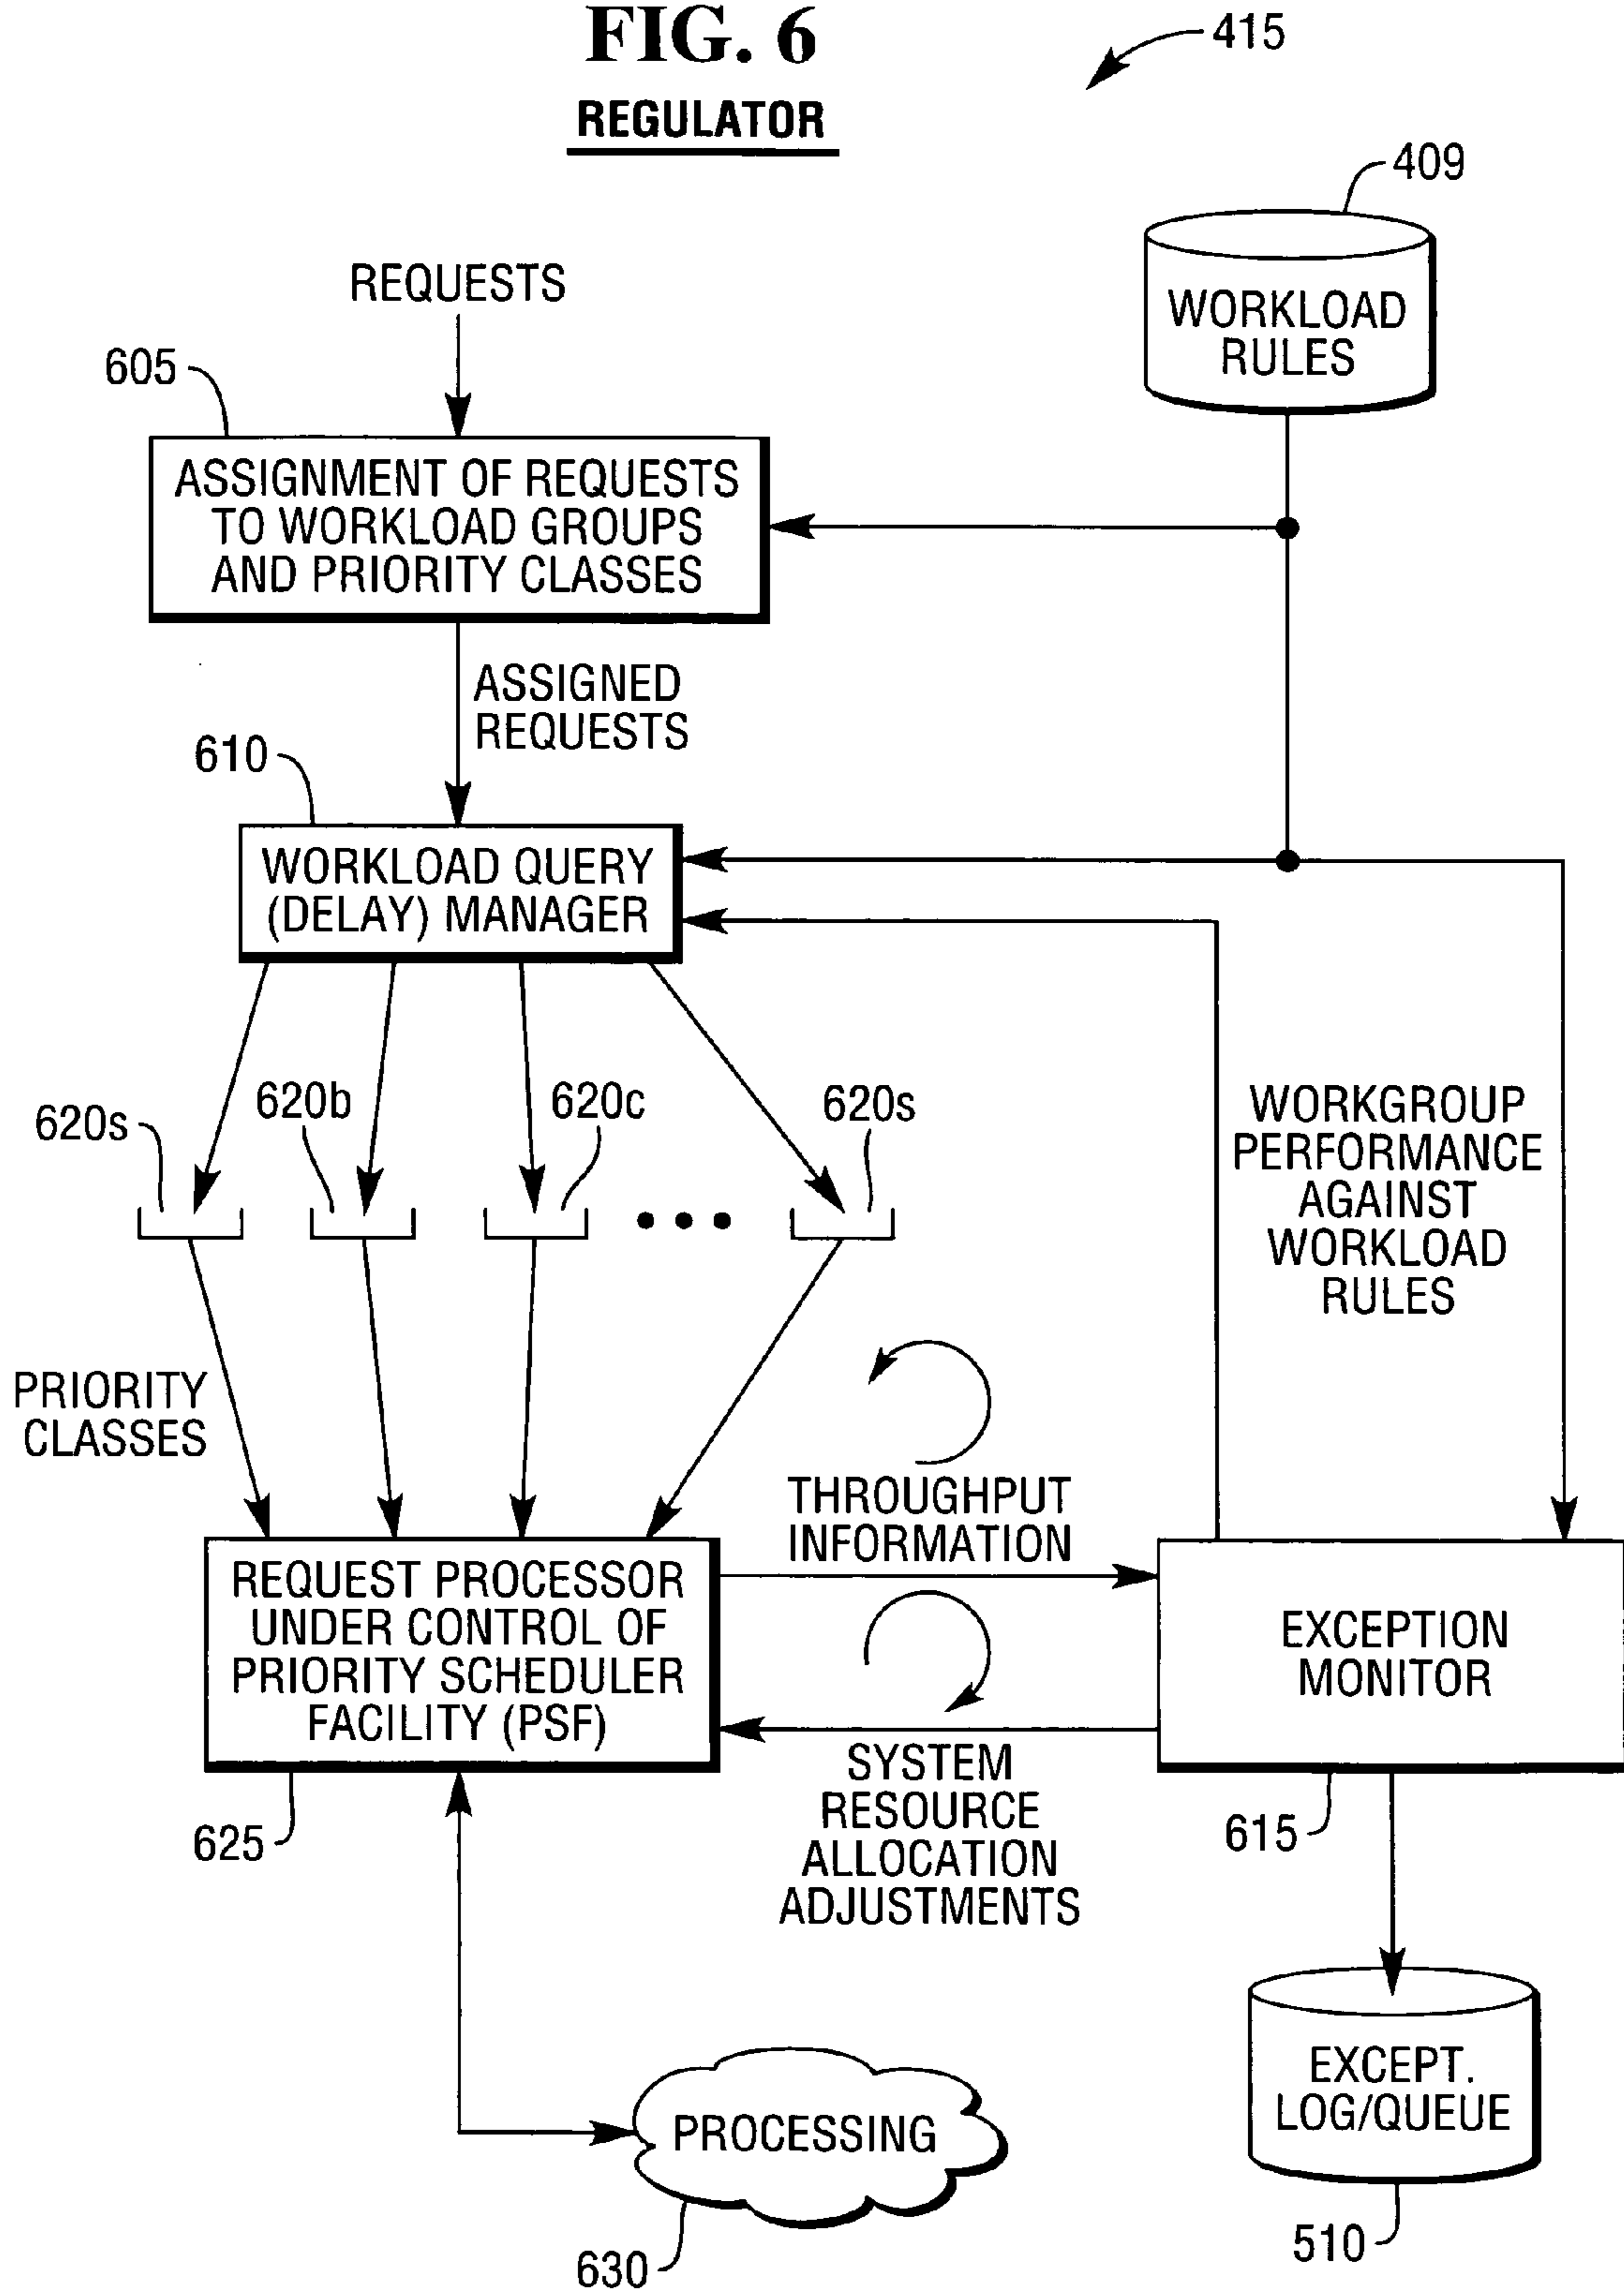 FIG. 6
REGULATOR
415
409
WORKLOAD
RULES
REQUESTS
605
ASSIGNMENT OF REQUESTS
TO WORKLOAD GROUPS
AND PRIORITY CLASSES
ASSIGNED
REQUESTS
610
WORKLOAD QUERY
(DELAY) MANAGER
620s
620b
620c
620s
WORKGROUP
PERFORMANCE
AGAINST
WORKLOAD
RULES
PRIORITY
CLASSES
THROUGHPUT
INFORMATION
REQUEST PROCESSOR
UNDER CONTROL OF
PRIORITY SCHEDULER
FACILITY (PSF)
EXCEPTION
MONITOR
SYSTEM
RESOURCE
ALLOCATION
ADJUSTMENTS
625
615
EXCEPT.
LOG/QUEUE
PROCESSING
630
510